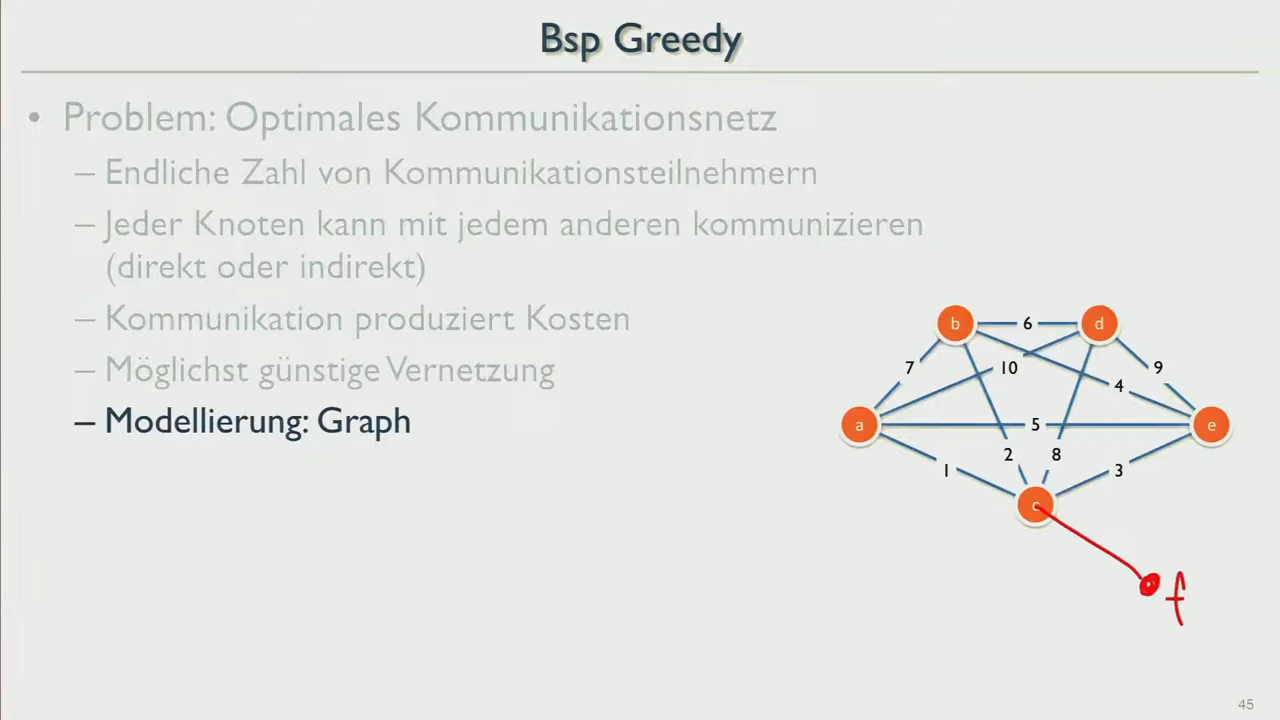 Bsp Greedy
• Problem: Optimales Kommunikationsnetz
– Endliche Zahl von Kommunikationsteilnehmern
– Jeder Knoten kann mit jedem anderen kommunizieren
(direkt oder indirekt)
– Kommunikation produziert Kosten
– Möglichst günstige Vernetzung
– Modellierung: Graph
b 6 d
7 10 9
4
a 5 e
2 8
1 3
c
f
45